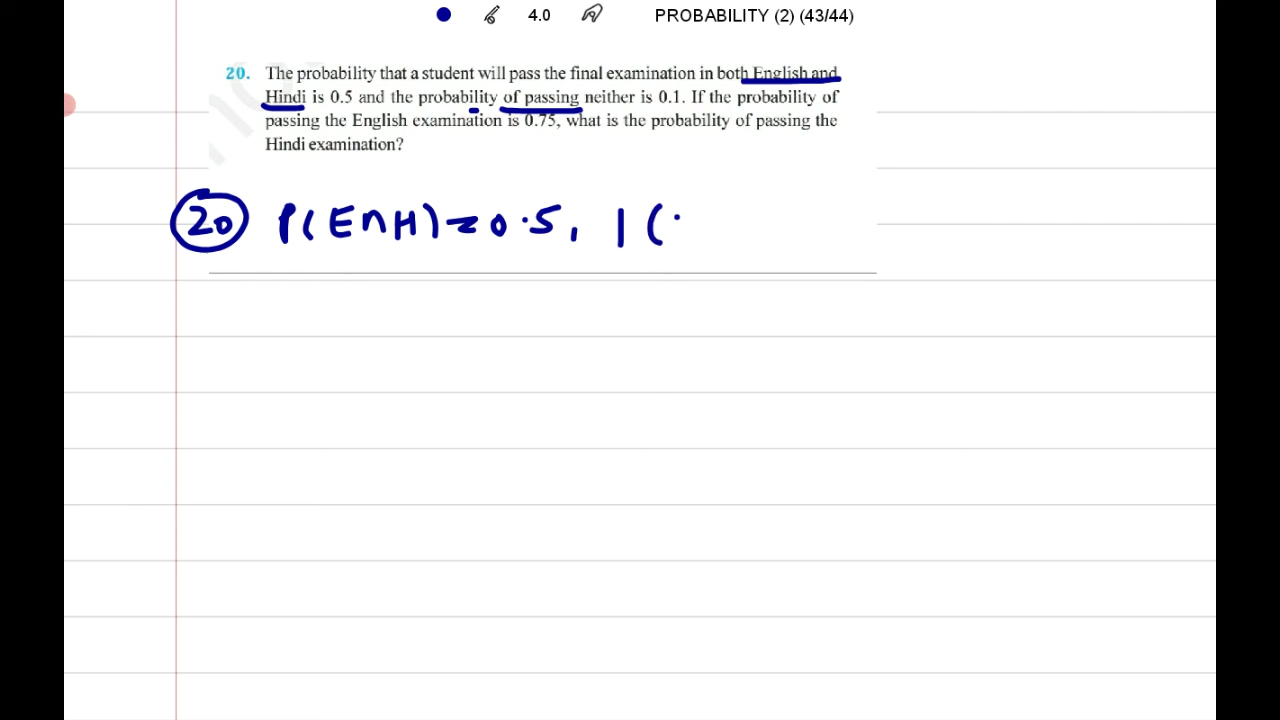 4.0 PROBABILITY (2) (43/44)
20. The probability that a student will pass the final examination in both English and
Hindi is 0.5 and the probability of passing neither is 0.1. If the probability of
passing the English examination is 0.75, what is the probability of passing the
Hindi examination?
20 P(E∩H)=0.5, P(